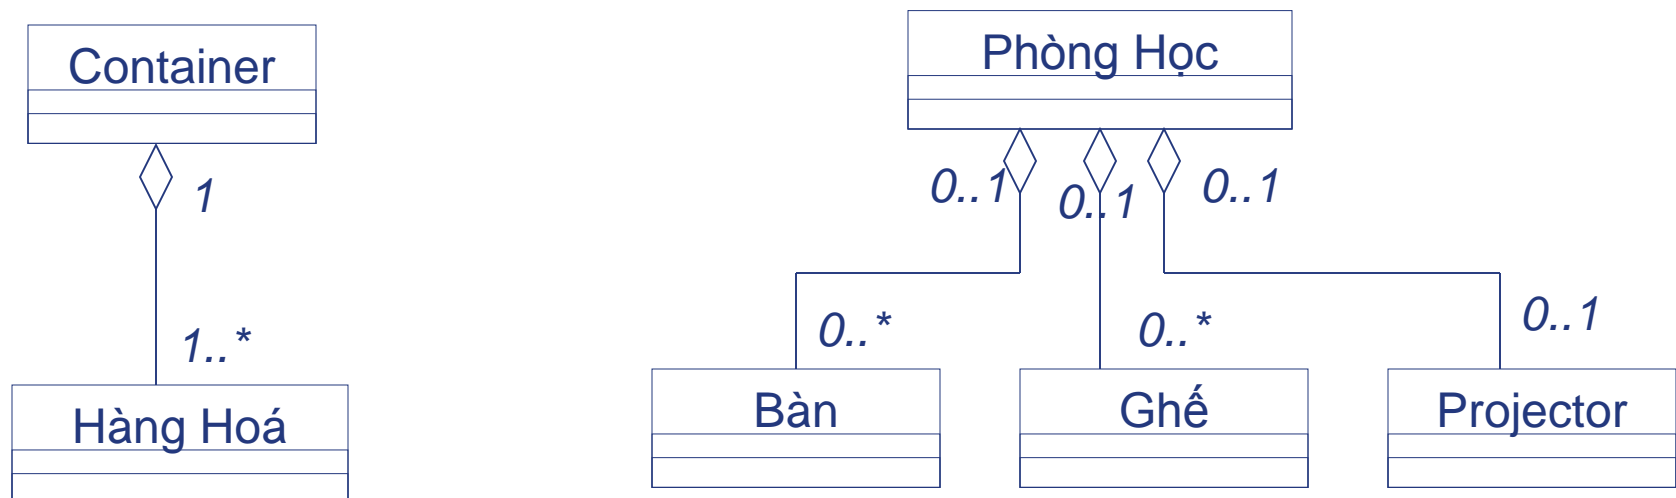 Container
1
1..*
Hàng Hoá
Phòng Học
0..1
0..1
0..1
0..*
0..*
0..1
Bàn
Ghế
Projector